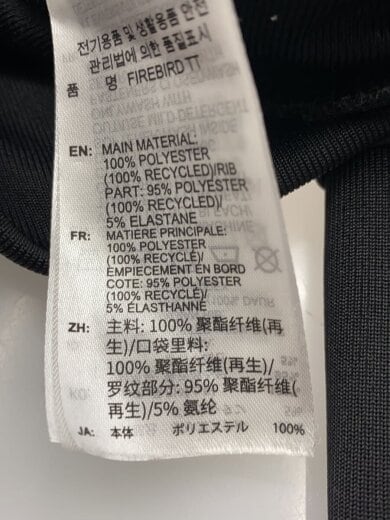 전기용품 및 생활용품 안전
관리법에 의한 품질표시
품 명 FIREBIRD TT
EN: MAIN MATERIAL:
100% POLYESTER
(100% RECYCLED)/RIB
PART: 95% POLYESTER
(100% RECYCLED)/
5% ELASTANE
FR: MATIERE PRINCIPALE:
100% POLYESTER
(100% RECYCLÉ)/
EMPIECEMENT EN BORD
COTE: 95% POLYESTER
(100% RECYCLÉ)/
5% ÉLASTHANNE
ZH: 主料: 100% 聚酯纤维(再
生)/口袋里料:
100% 聚酯纤维(再生)/
罗纹部分: 95% 聚酯纤维(
再生)/5% 氨纶
JA: 本体 ポリエステル 100%